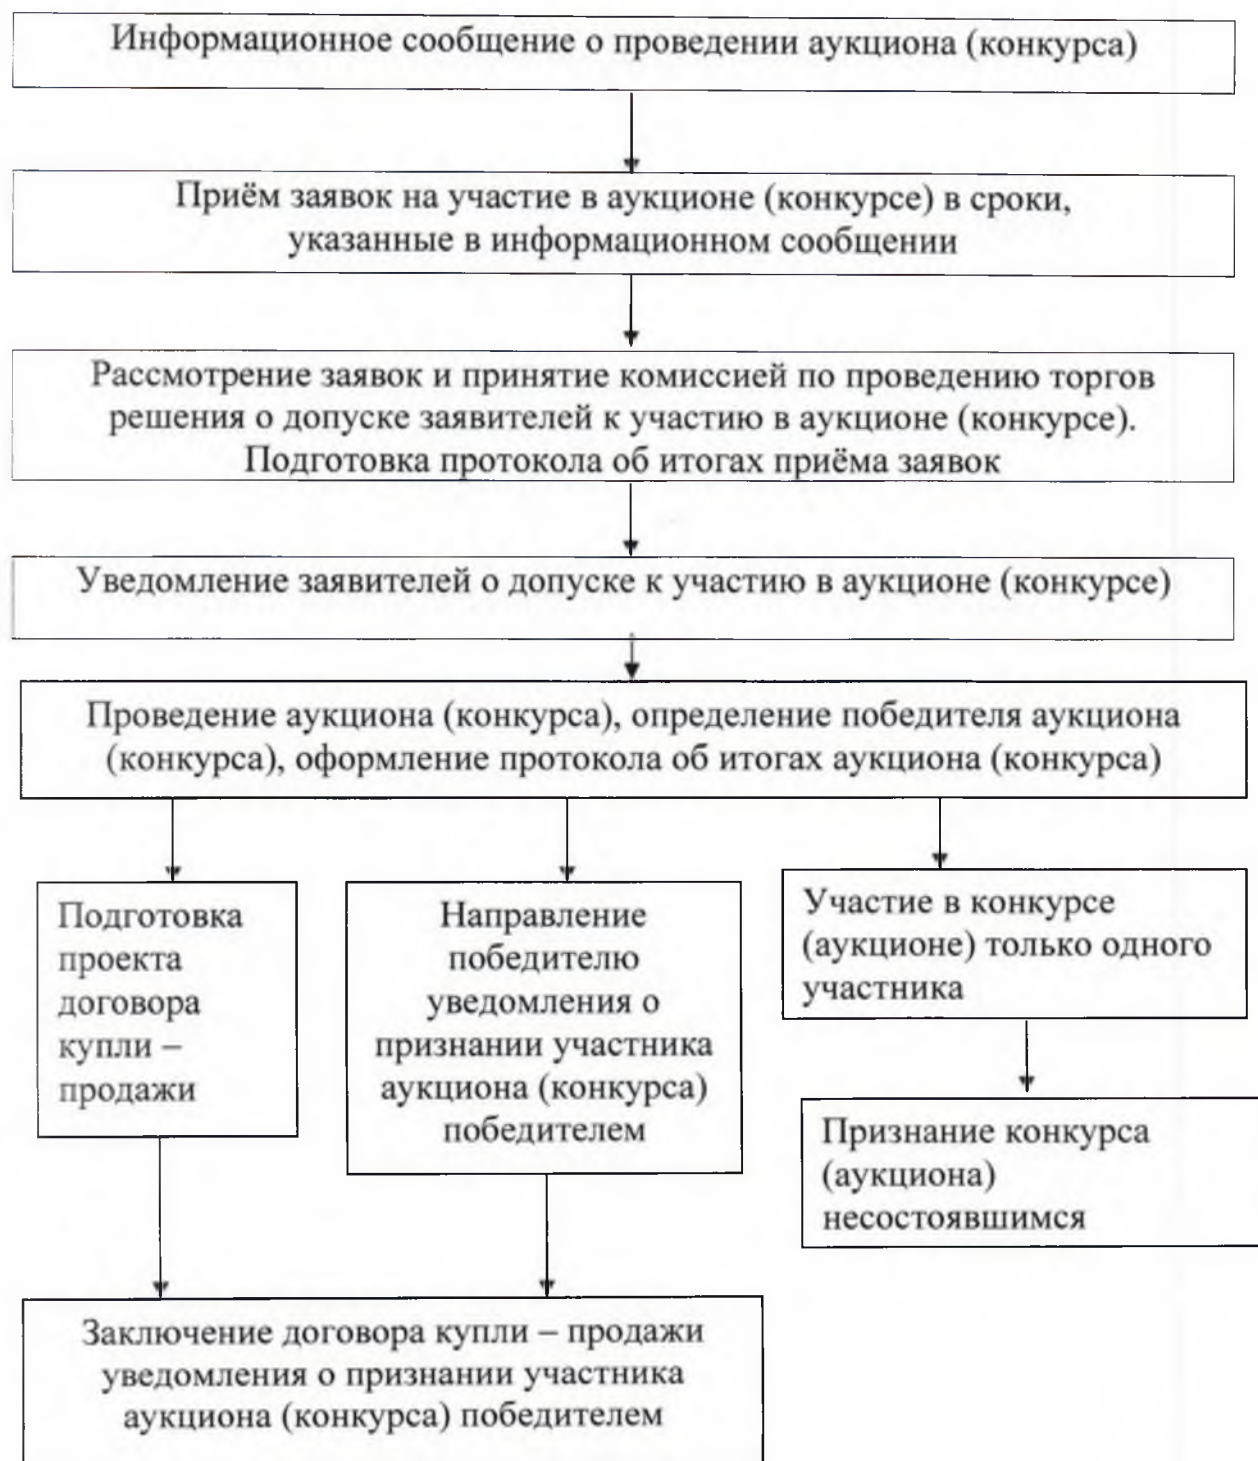 Информационное сообщение о проведении аукциона (конкурса)
Приём заявок на участие в аукционе (конкурсе) в сроки,
указанные в информационном сообщении
Рассмотрение заявок и принятие комиссией по проведению торгов
решения о допуске заявителей к участию в аукционе (конкурсе).
Подготовка протокола об итогах приёма заявок
Уведомление заявителей о допуске к участию в аукционе (конкурсе)
Проведение аукциона (конкурса), определение победителя аукциона
(конкурса), оформление протокола об итогах аукциона (конкурса)
Подготовка
проекта
договора
купли –
продажи
Направление
победителю
уведомления о
признании участника
аукциона (конкурса)
победителем
Участие в конкурсе
(аукционе) только одного
участника
Признание конкурса
(аукциона)
несостоявшимся
Заключение договора купли – продажи
уведомления о признании участника
аукциона (конкурса) победителем